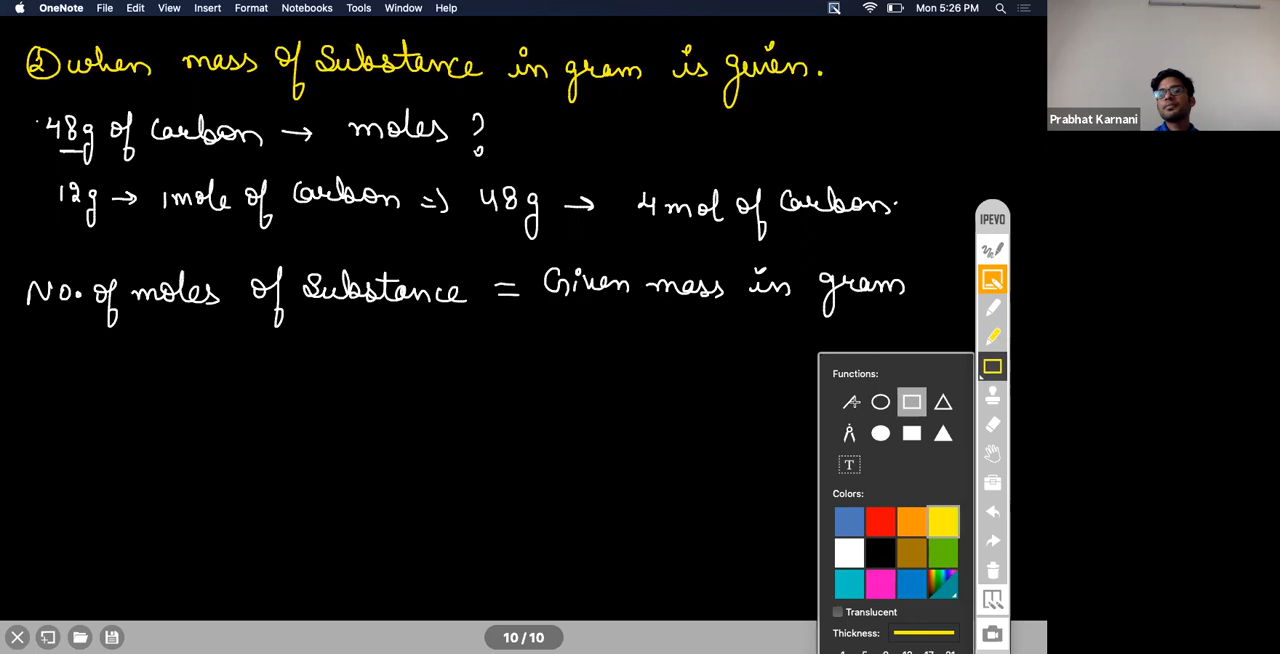 OneNote File Edit View Insert Format Notebooks Tools Window Help Mon 5:26 PM
② when mass of Substance in gram is given.
48g of carbon → moles ?
12g → 1mole of carbon => 48g → 4 mol of carbon.
No. of moles of Substance = Given mass in gram
Prabhat Karnani
IPEVO
Functions:
T
Colors:
Translucent
Thickness:
10 / 10